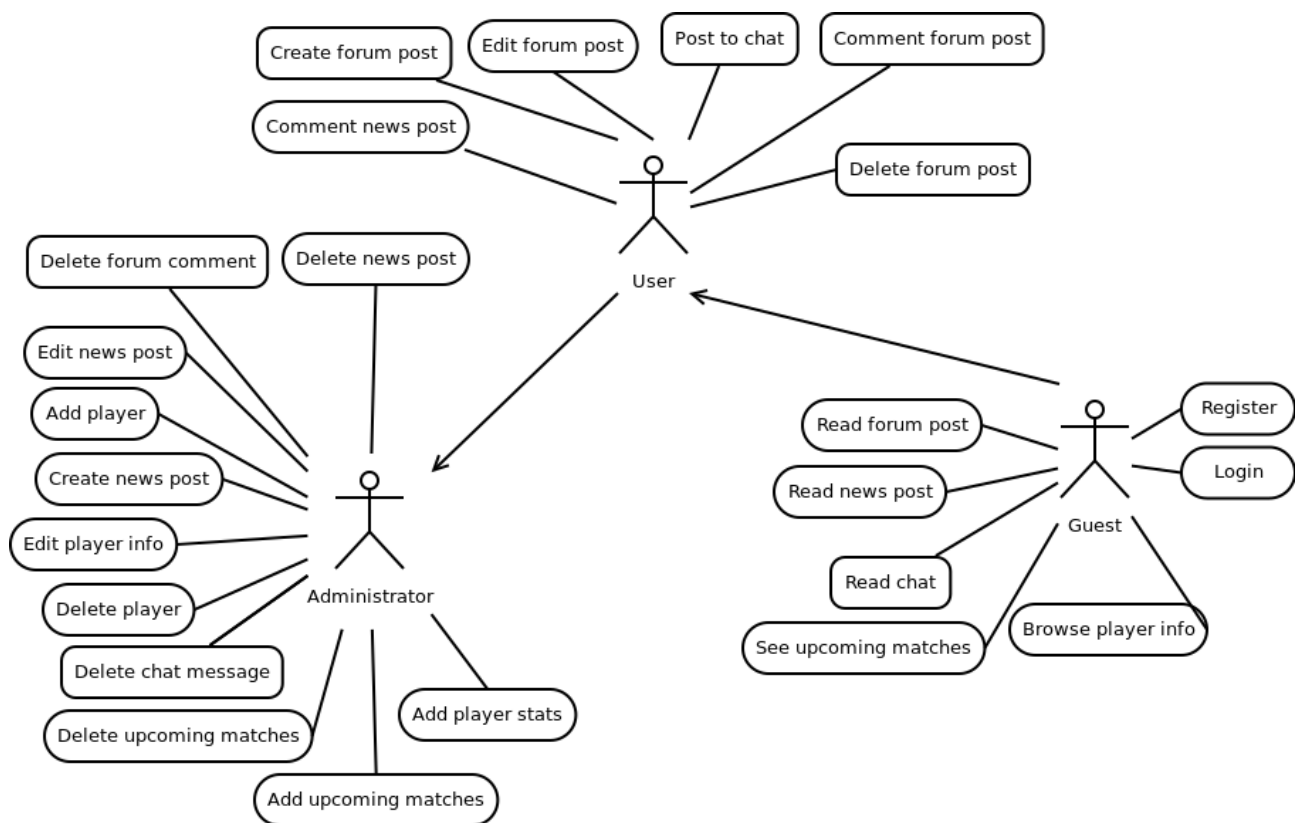 Create forum post
Edit forum post
Post to chat
Comment forum post
Comment news post
Delete forum post
User
Delete forum comment
Delete news post
Edit news post
Add player
Create news post
Edit player info
Delete player
Administrator
Delete chat message
Delete upcoming matches
Add player stats
Add upcoming matches
Read forum post
Register
Read news post
Login
Guest
Read chat
See upcoming matches
Browse player info